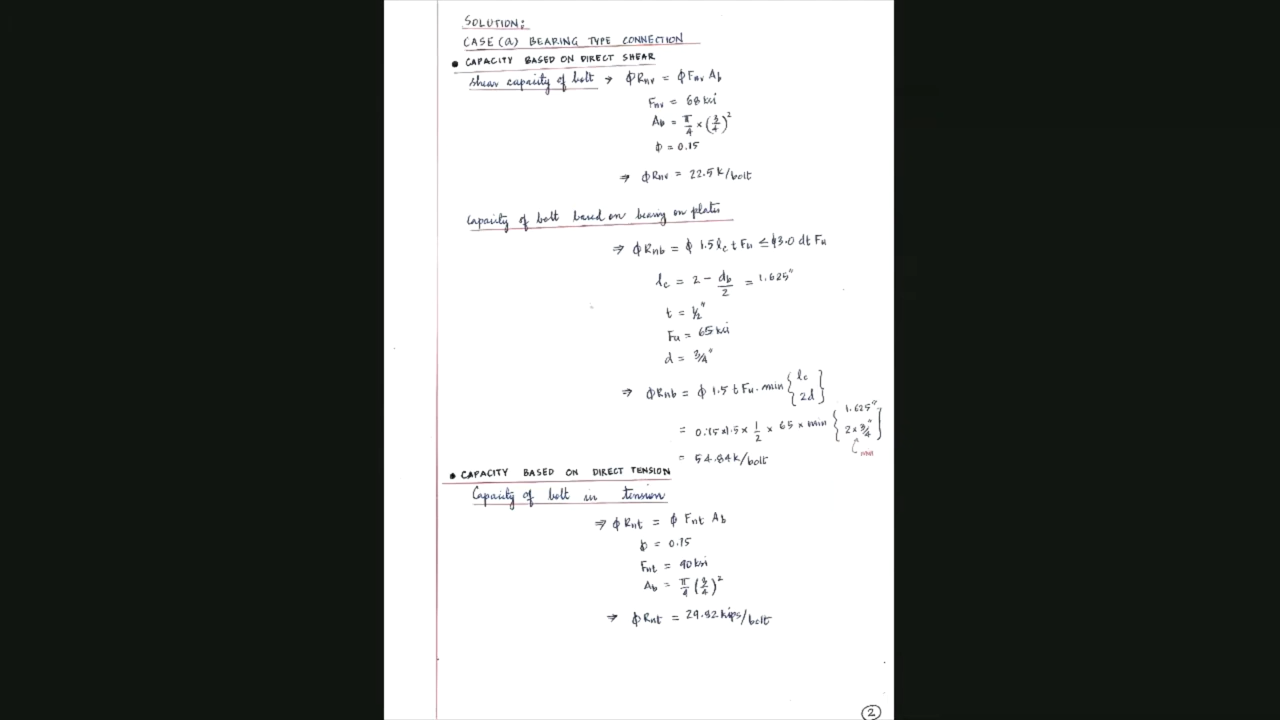 SOLUTION:
CASE (a) BEARING TYPE CONNECTION
• CAPACITY BASED ON DIRECT SHEAR
Shear capacity of bolt → ϕRnv = ϕFnv Ab
Fnv = 68 ksi
Ab = π/4 × (3/4)²
ϕ = 0.75
⇒ ϕRnv = 22.5 k/bolt
Capacity of bolt based on bearing on plates
⇒ ϕRnb = ϕ 1.5 lc t Fu ≤ ϕ3.0 dt Fu
lc = 2 - db/2 = 1.625"
t = 1/2"
Fu = 65 ksi
d = 3/4"
⇒ ϕRnb = ϕ 1.5 t Fu . min { lc 2d }
= 0.75 × 1.5 × 1/2 × 65 × min { 1.625" 2 × 3/4" }
min
= 54.84 k/bolt
• CAPACITY BASED ON DIRECT TENSION
Capacity of bolt in tension
⇒ ϕRnt = ϕ Fnt Ab
ϕ = 0.75
Fnt = 90 ksi
Ab = π/4 (3/4)²
⇒ ϕRnt = 29.82 kips/bolt
2